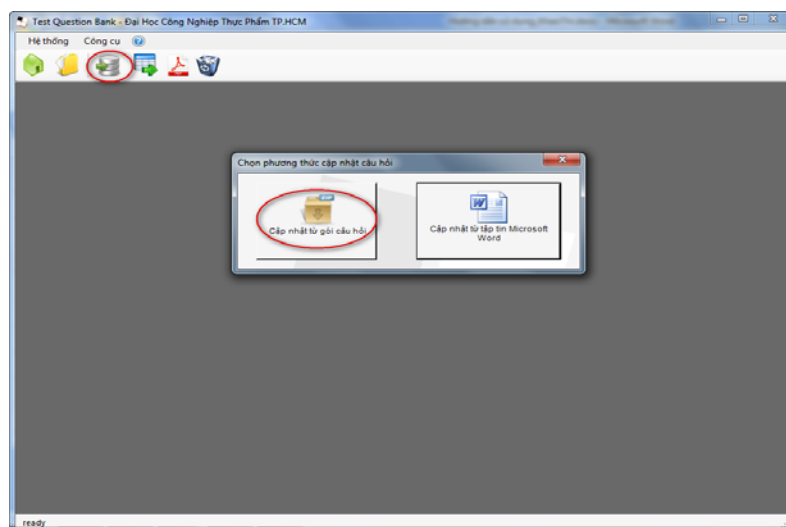 Test Question Bank - Đại Học Công Nghiệp Thực Phẩm TP.HCM
Hệ thống Công cụ
Chọn phương thức cập nhật câu hỏi
Cập nhật từ gói câu hỏi
Cập nhật từ tập tin Microsoft
Word
ready